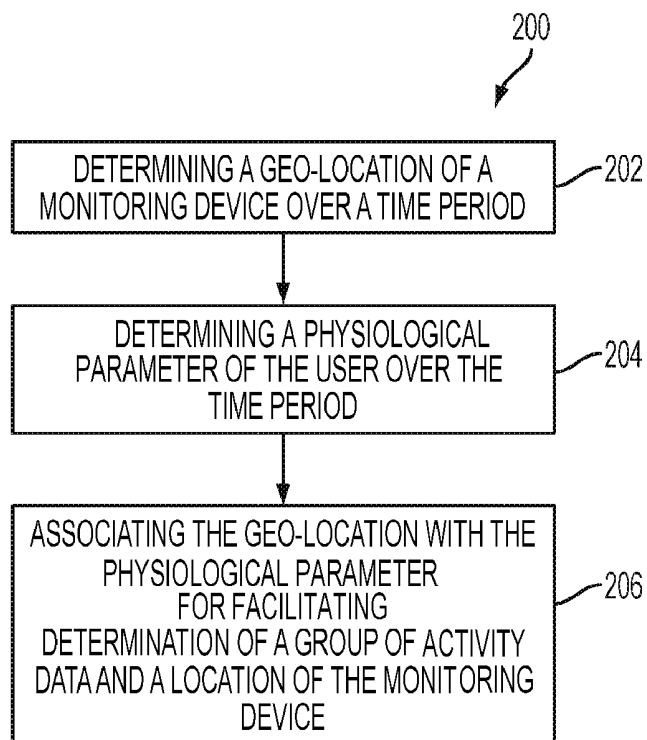 200
DETERMINING A GEO-LOCATION OF A
MONITORING DEVICE OVER A TIME PERIOD
202
DETERMINING A PHYSIOLOGICAL
PARAMETER OF THE USER OVER THE
TIME PERIOD
204
ASSOCIATING THE GEO-LOCATION WITH THE
PHYSIOLOGICAL PARAMETER
FOR FACILITATING
DETERMINATION OF A GROUP OF ACTIVITY
DATA AND A LOCATION OF THE MONITORING
DEVICE
206